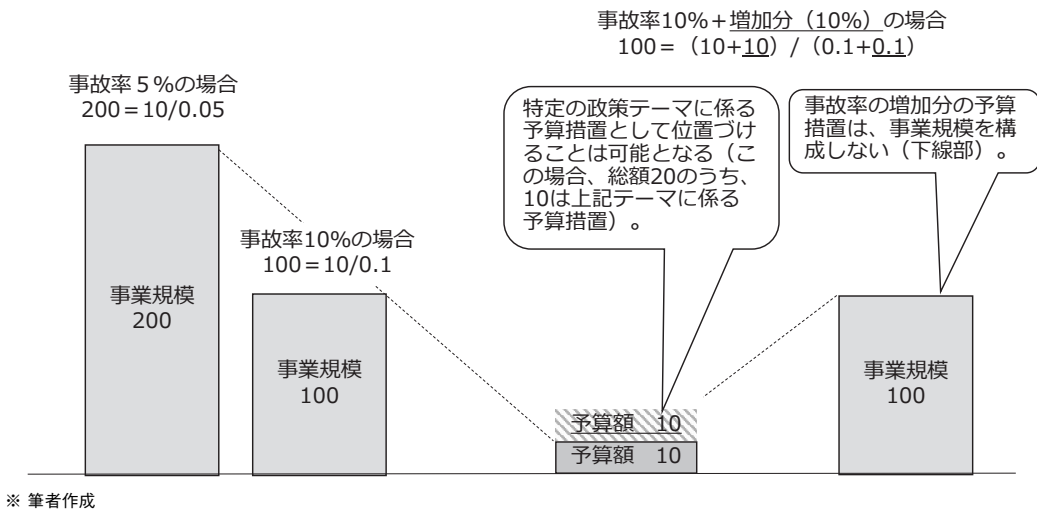 事故率10%＋増加分（10%）の場合
100＝（10+10）/（0.1+0.1）
事故率５%の場合
200＝10/0.05
特定の政策テーマに係る
予算措置として位置づけ
ることは可能となる（こ
の場合、総額20のうち、
10は上記テーマに係る
予算措置）。
事故率の増加分の予算
措置は、事業規模を構
成しない（下線部）。
事故率10%の場合
100＝10/0.1
事業規模
200
事業規模
100
予算額　10
予算額　10
事業規模
100
※ 筆者作成